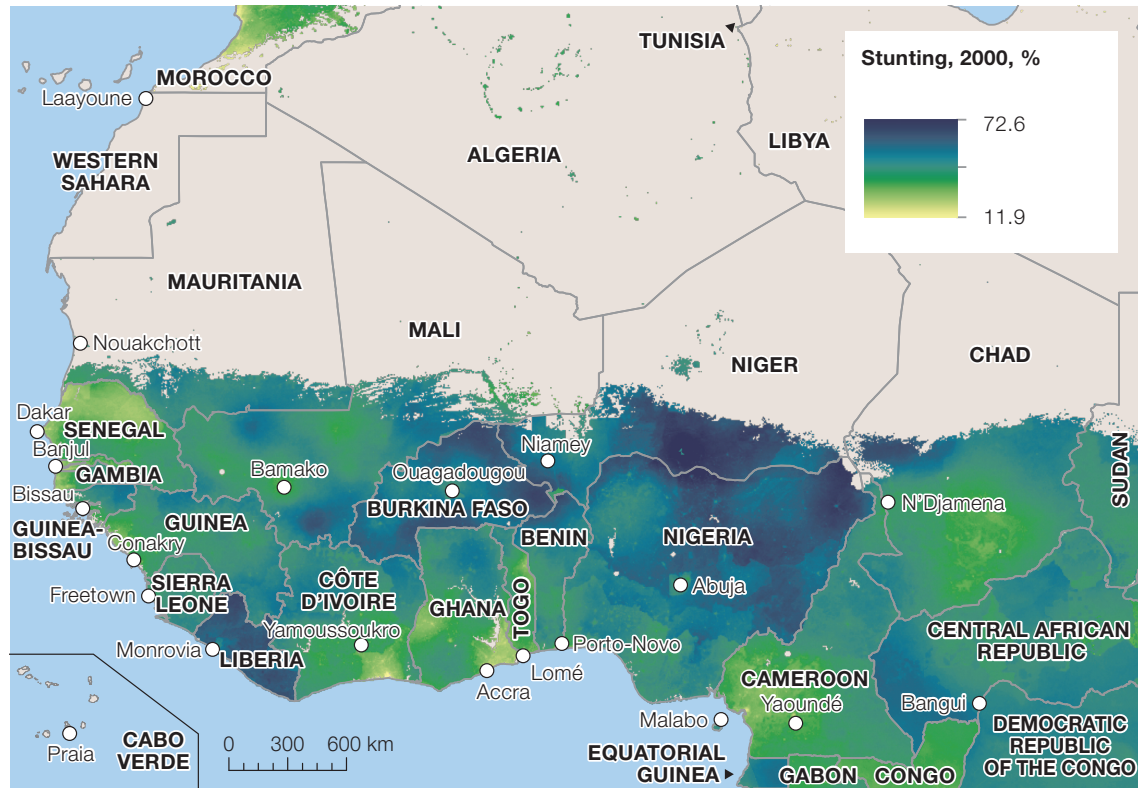 TUNISIA
Stunting, 2000, %
72.6
11.9
MOROCCO
Laayoune
LIBYA
ALGERIA
WESTERN
SAHARA
MAURITANIA
MALI
NIGER
CHAD
Nouakchott
Dakar
SENEGAL
Banjul
GAMBIA
Bissau
GUINEA-
BISSAU
Bamako
Niamey
Ouagadougou
BURKINA FASO
SUDAN
N'Djamena
GUINEA
BENIN
NIGERIA
Conakry
SIERRA
LEONE
Freetown
CÔTE
D'IVOIRE
GHANA
TOGO
Abuja
Yamoussoukro
Porto-Novo
CENTRAL AFRICAN
REPUBLIC
Monrovia
LIBERIA
Lomé
Accra
CAMEROON
Yaoundé
Bangui
Malabo
DEMOCRATIC
REPUBLIC
OF THE CONGO
EQUATORIAL
GUINEA
GABON
CONGO
0 300 600 km
Praia
CABO
VERDE